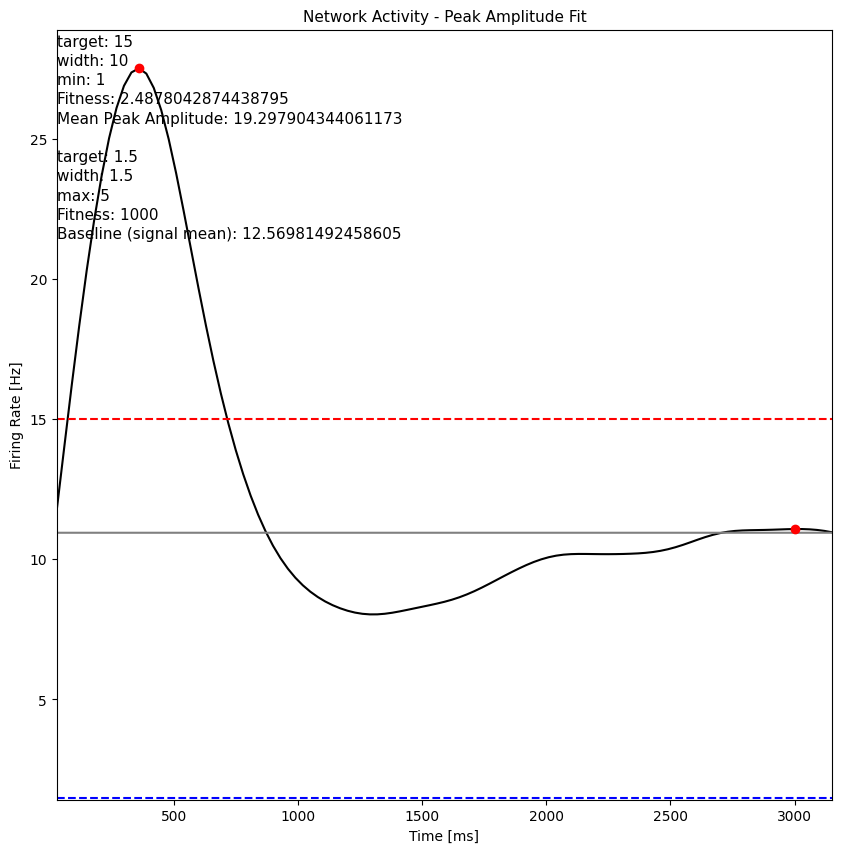 Network Activity - Peak Amplitude Fit
target: 15
width: 10
min: 1
Fitness: 2.4878042874438795
Mean Peak Amplitude: 19.297904344061173
target: 1.5
width: 1.5
max: 5
Fitness: 1000
Baseline (signal mean): 12.56981492458605
Firing Rate [Hz]
25
20
15
10
5
500 1000 1500 2000 2500 3000
Time [ms]